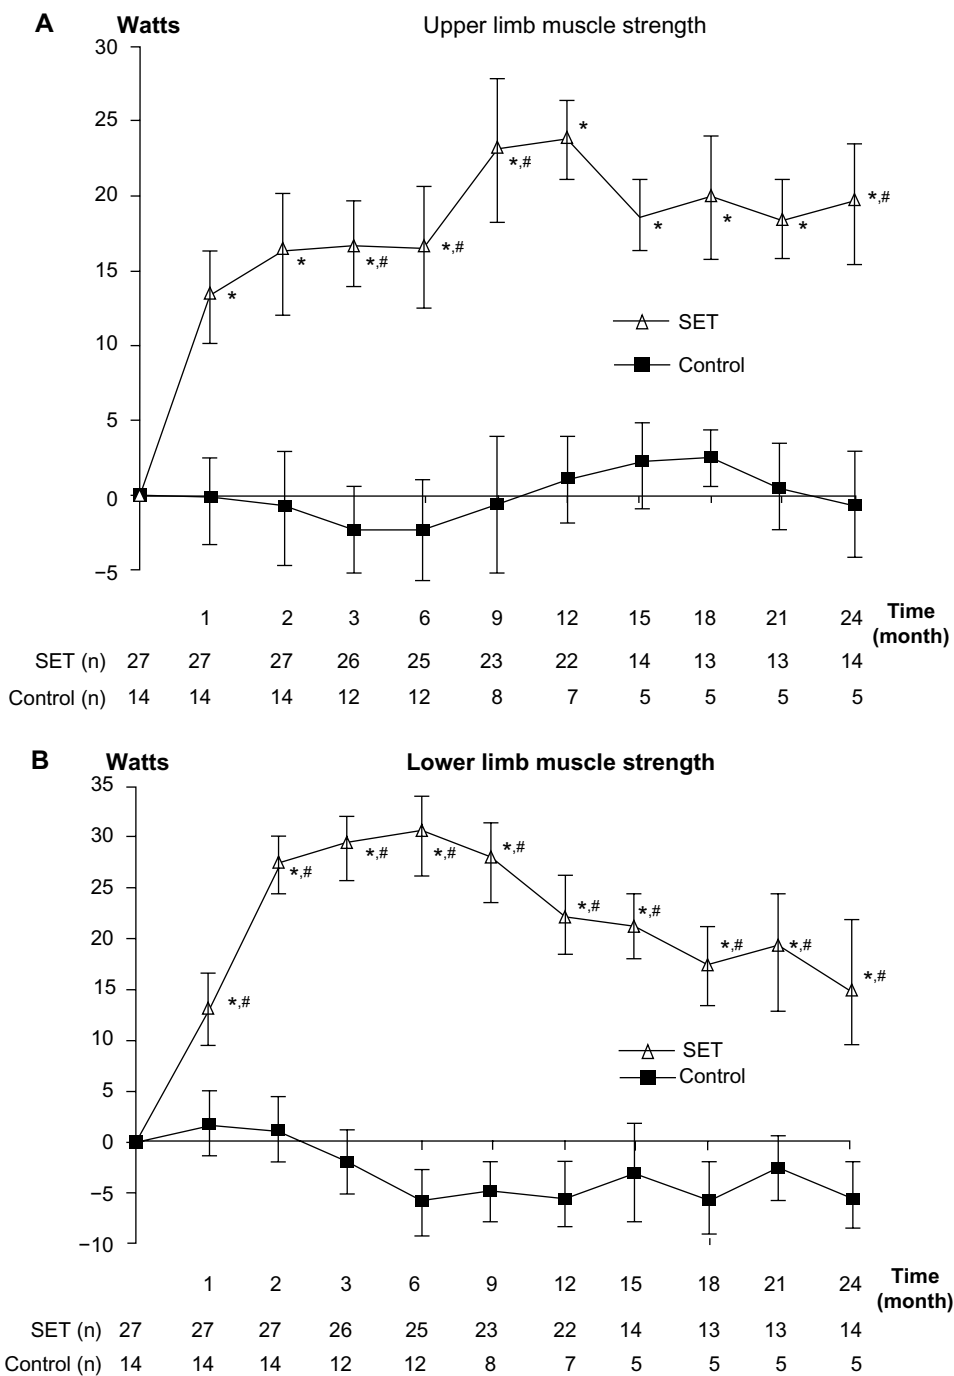 A Watts Upper limb muscle strength
30
25
20
15
10
5
0
−5
*
*
*,#
*,#
*,#
*
*
*
*
*,#
SET
Control
1 2 3 6 9 12 15 18 21 24 Time
(month)
SET (n) 27 27 27 26 25 23 22 14 13 13 14
Control (n) 14 14 14 12 12 8 7 5 5 5 5
B Watts Lower limb muscle strength
35
30
25
20
15
10
5
0
−5
−10
*,#
*,#
*,#
*,#
*,#
*,#
*,#
*,#
*,#
*,#
SET
Control
1 2 3 6 9 12 15 18 21 24 Time
(month)
SET (n) 27 27 27 26 25 23 22 14 13 13 14
Control (n) 14 14 14 12 12 8 7 5 5 5 5